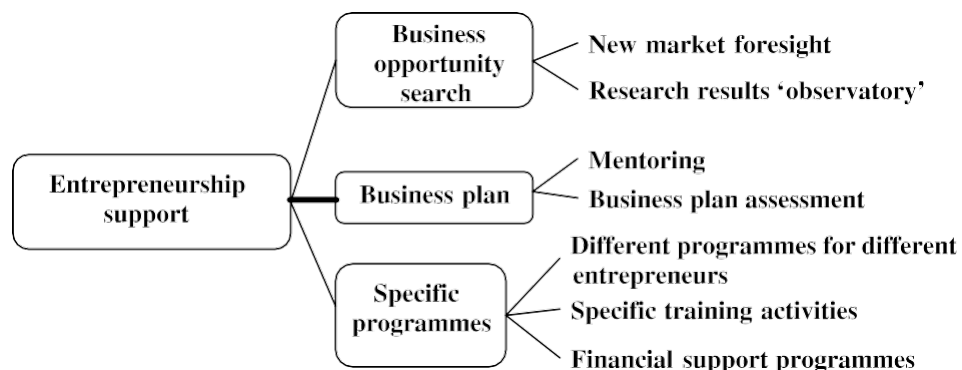 Entrepreneurship
support
Business
opportunity
search
New market foresight
Research results ‘observatory’
Business plan
Mentoring
Business plan assessment
Specific
programmes
Different programmes for different
entrepreneurs
Specific training activities
Financial support programmes